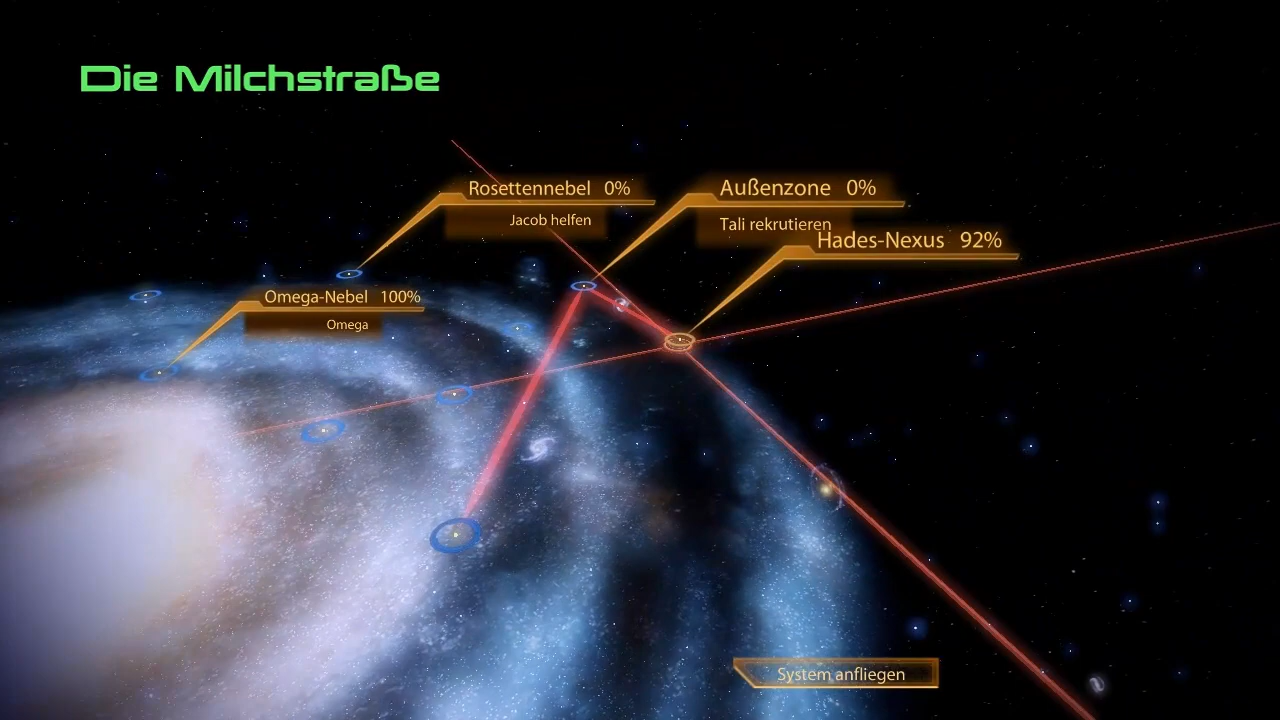 Die Milchstraße
Rosettennebel 0%
Jacob helfen
Außenzone 0%
Tali rekrutieren
Hades-Nexus 92%
Omega-Nebel 100%
Omega
System anfliegen